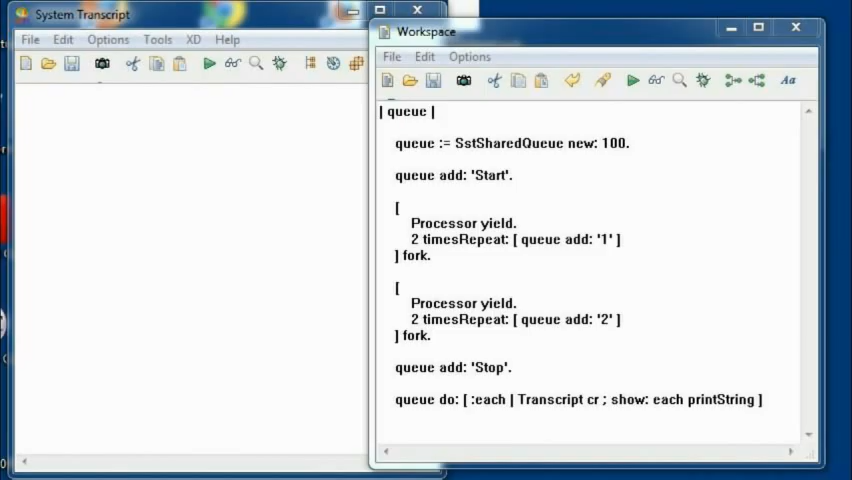 System Transcript
File Edit Options Tools XD Help
Workspace
File Edit Options
Aa
| queue |
queue := SstSharedQueue new: 100.
queue add: 'Start'.
[
Processor yield.
2 timesRepeat: [ queue add: '1' ]
] fork.
[
Processor yield.
2 timesRepeat: [ queue add: '2' ]
] fork.
queue add: 'Stop'.
queue do: [ :each | Transcript cr ; show: each printString ]